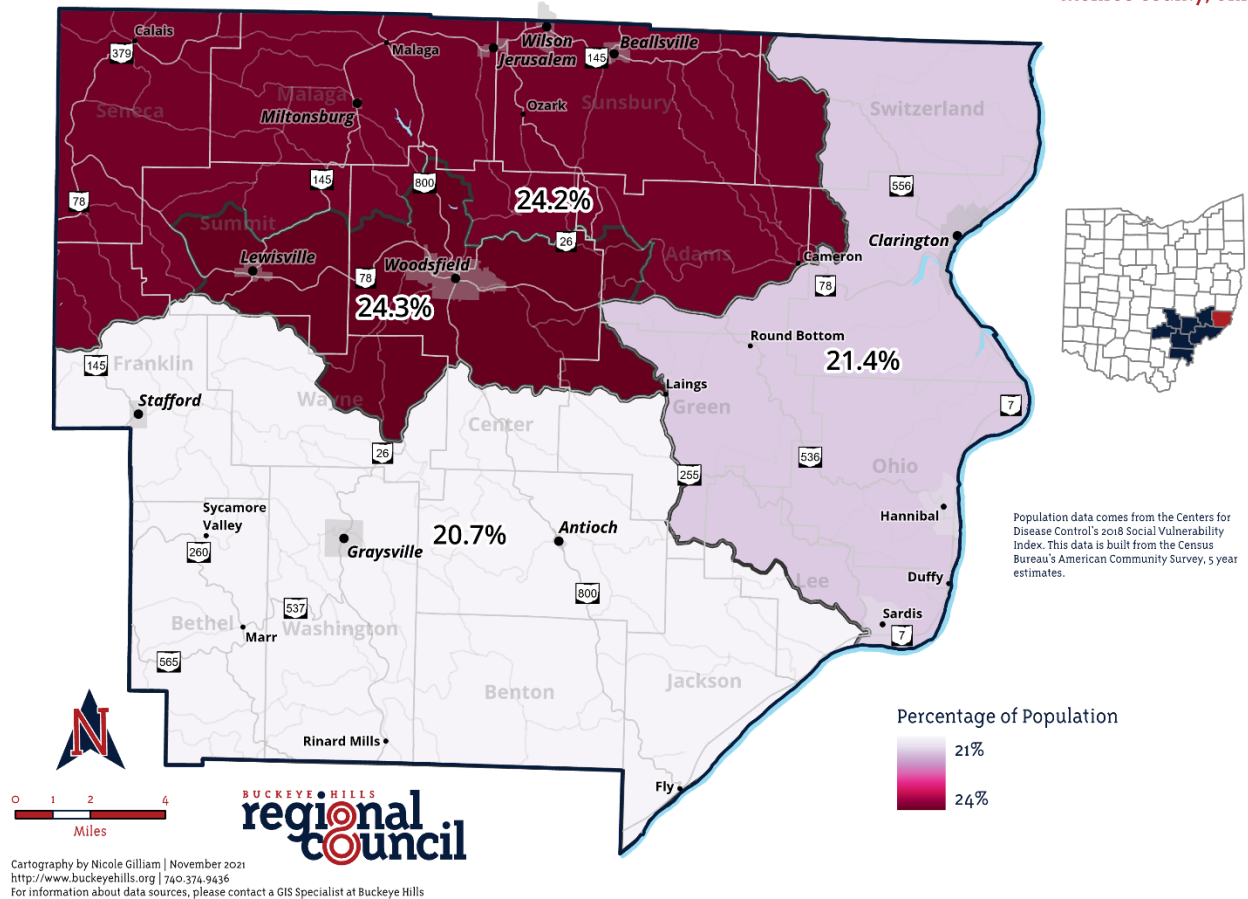 Calais
379
Malaga
Wilson
Jerusalem
145
Beallsville
Seneca
Malaga
Miltonsburg
Ozark
Sunsbury
Switzerland
78
145
800
24.2%
556
Summit
26
Adams
Clarington
Lewisville
78
Woodsfield
Cameron
24.3%
78
Round Bottom
21.4%
145
Franklin
Laings
Stafford
Wayne
Center
Green
7
26
255
536
Ohio
Sycamore
Valley
260
20.7%
Antioch
Graysville
Hannibal
Population data comes from the Centers for
Disease Control's 2018 Social Vulnerability
Index. This data is built from the Census
Bureau's American Community Survey, 5 year
estimates.
Lee
Duffy
537
800
Bethel
Marr
Washington
Sardis
7
565
Benton
Jackson
Percentage of Population
21%
24%
N
Rinard Mills
Fly
0 1 2 4
Miles
BUCKEYE HILLS
regional
council
Cartography by Nicole Gilliam | November 2021
http://www.buckeyehills.org | 740.374.9436
For information about data sources, please contact a GIS Specialist at Buckeye Hills